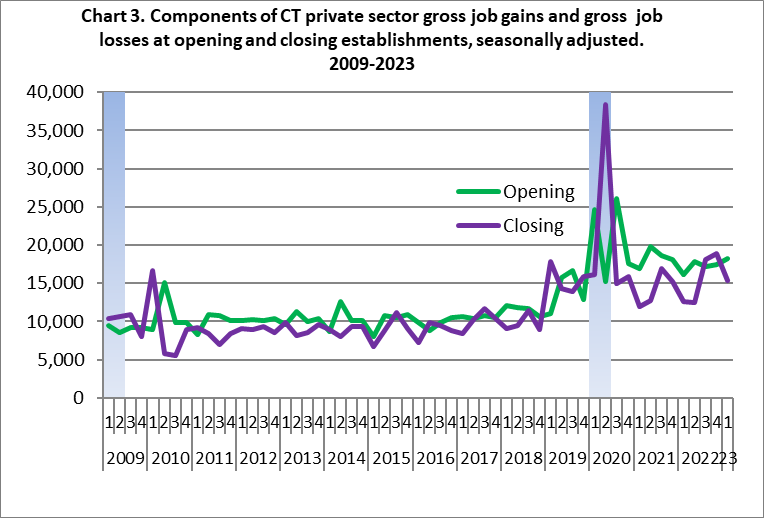 Chart 3. Components of CT private sector gross job gains and gross job
losses at opening and closing establishments, seasonally adjusted.
2009-2023
40,000
35,000
30,000
25,000
20,000
15,000
10,000
5,000
0
Opening
Closing
1 2 3 4 1 2 3 4 1 2 3 4 1 2 3 4 1 2 3 4 1 2 3 4 1 2 3 4 1 2 3 4 1 2 3 4 1 2 3 4 1 2 3 4 1 2 3 4 1 2 3 4 1 2 3 4 1
2009 2010 2011 2012 2013 2014 2015 2016 2017 2018 2019 2020 2021 2022 23